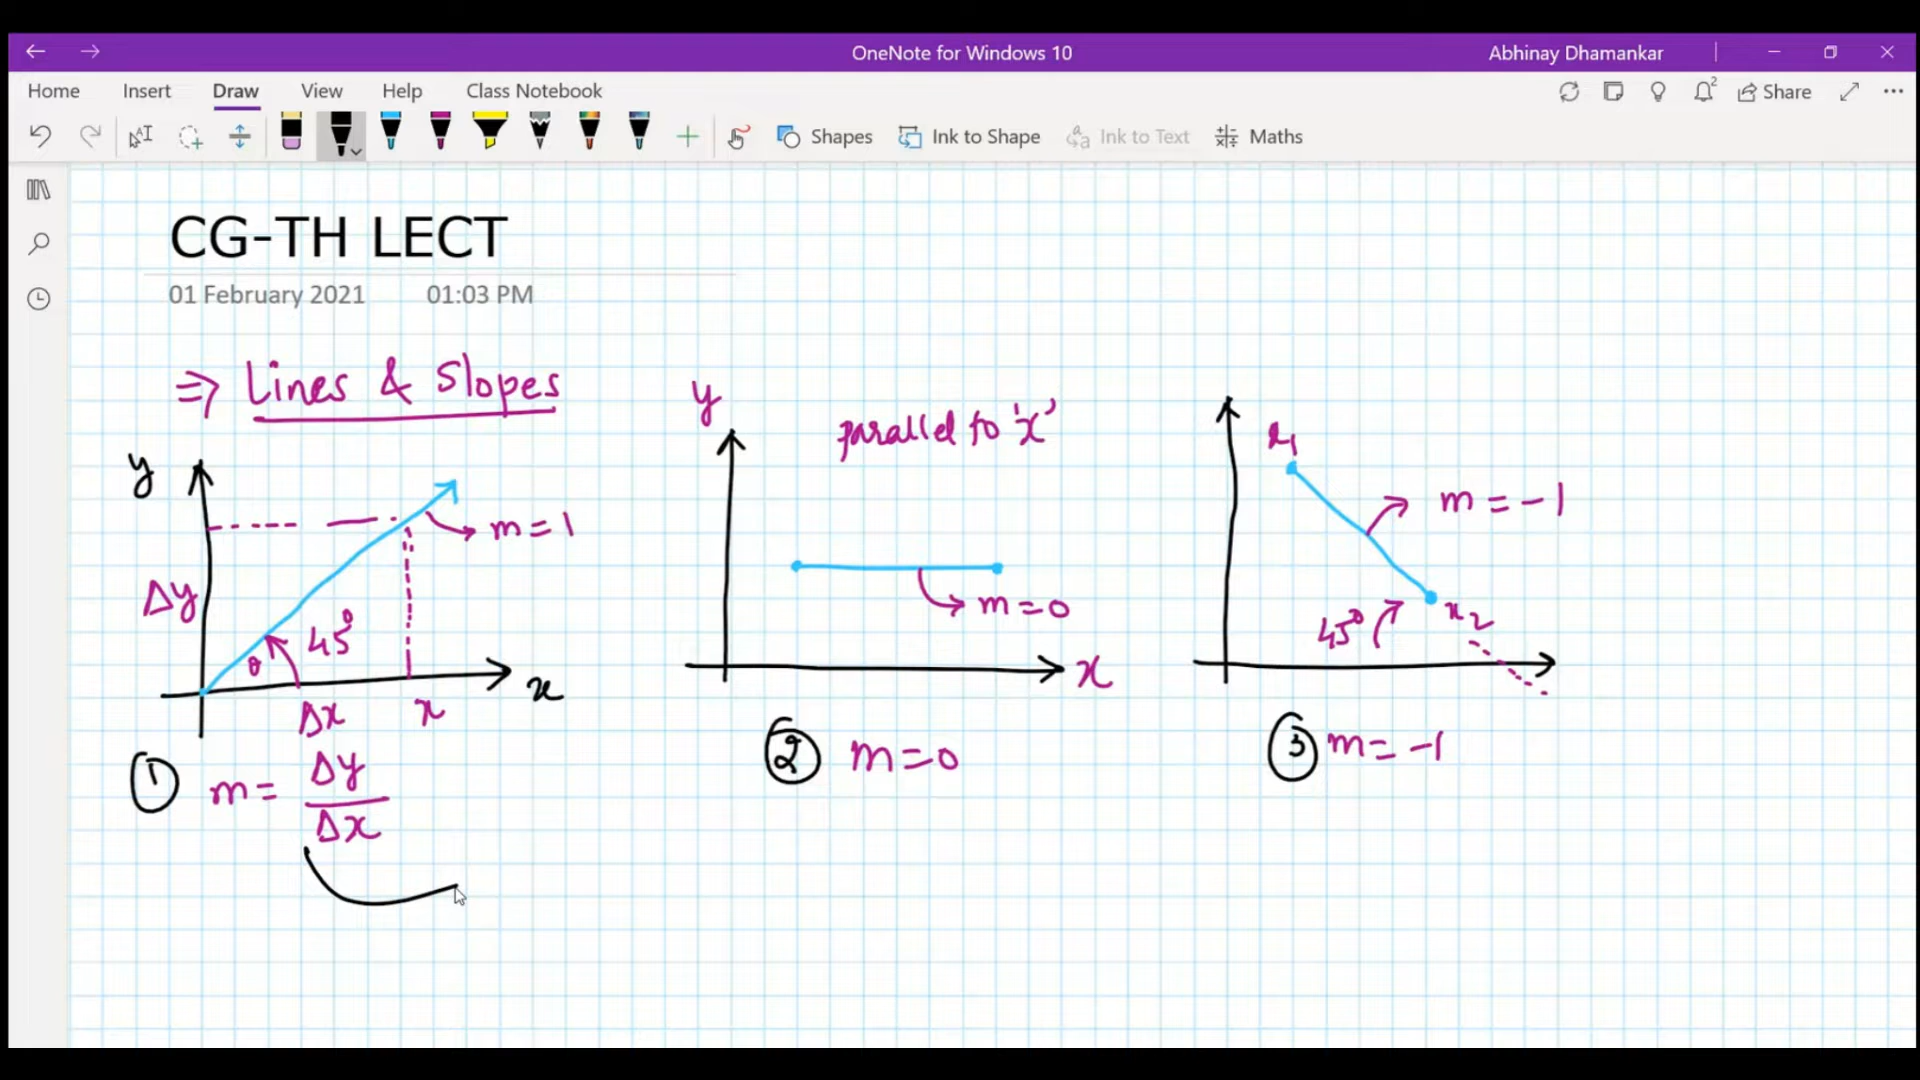 OneNote for Windows 10
Abhinay Dhamankar
Home Insert Draw View Help Class Notebook
2 Share
Shapes Ink to Shape Ink to Text Maths
CG-TH LECT
01 February 2021 01:03 PM
⇒ Lines & Slopes
y
m = 1
Δy
θ 45°
x
Δx x
① m = Δy
Δx
y
parallel to 'x'
m = 0
x
② m = 0
x1
m = -1
45° x2
③ m = -1